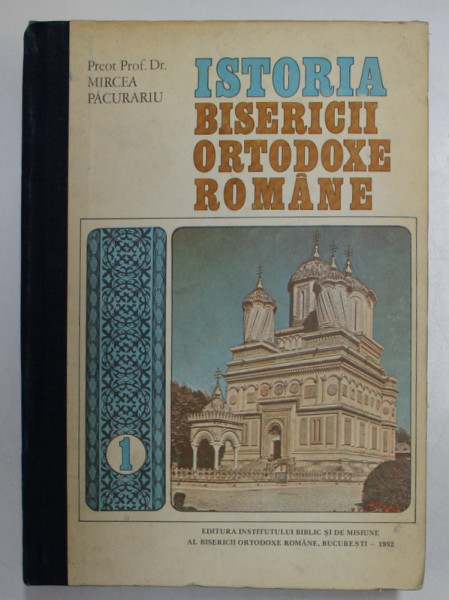 Preot Prof. Dr.
MIRCEA
PĂCURARIU
ISTORIA
BISERICII
ORTODOXE
ROMÂNE
1
EDITURA INSTITUTULUI BIBLIC ȘI DE MISIUNE
AL BISERICII ORTODOXE ROMÂNE, BUCUREȘTI – 1992